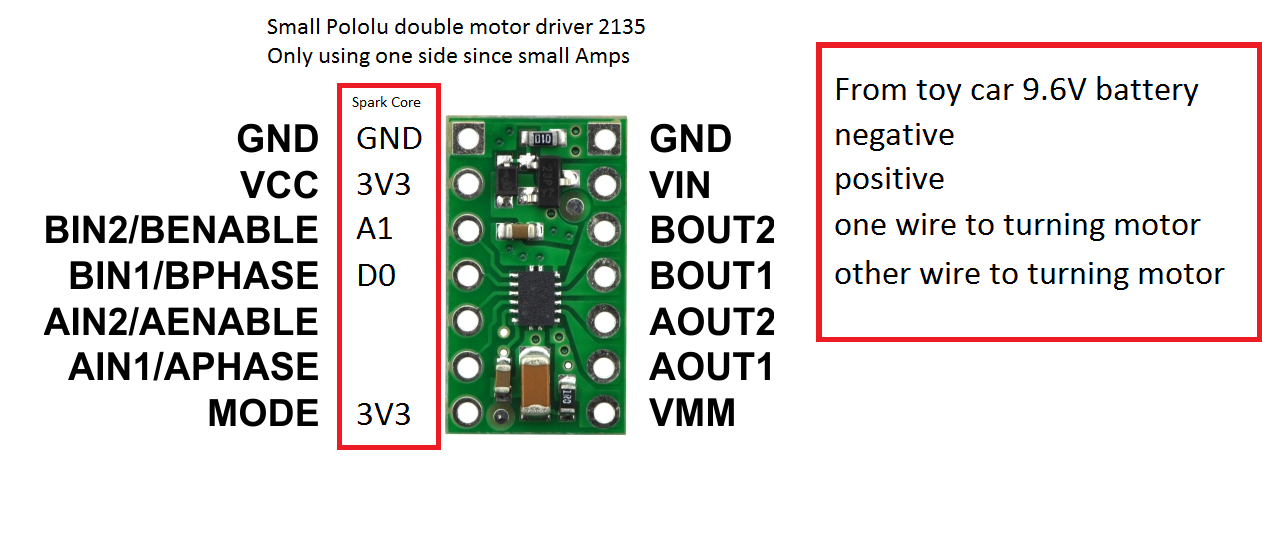 Small Pololu double motor driver 2135
Only using one side since small Amps
Spark Core
From toy car 9.6V battery
GND GND GND negative
VCC 3V3 VIN positive
BIN2/BENABLE A1 BOUT2 one wire to turning motor
BIN1/BPHASE D0 BOUT1 other wire to turning motor
AIN2/AENABLE AOUT2
AIN1/APHASE AOUT1
MODE 3V3 VMM